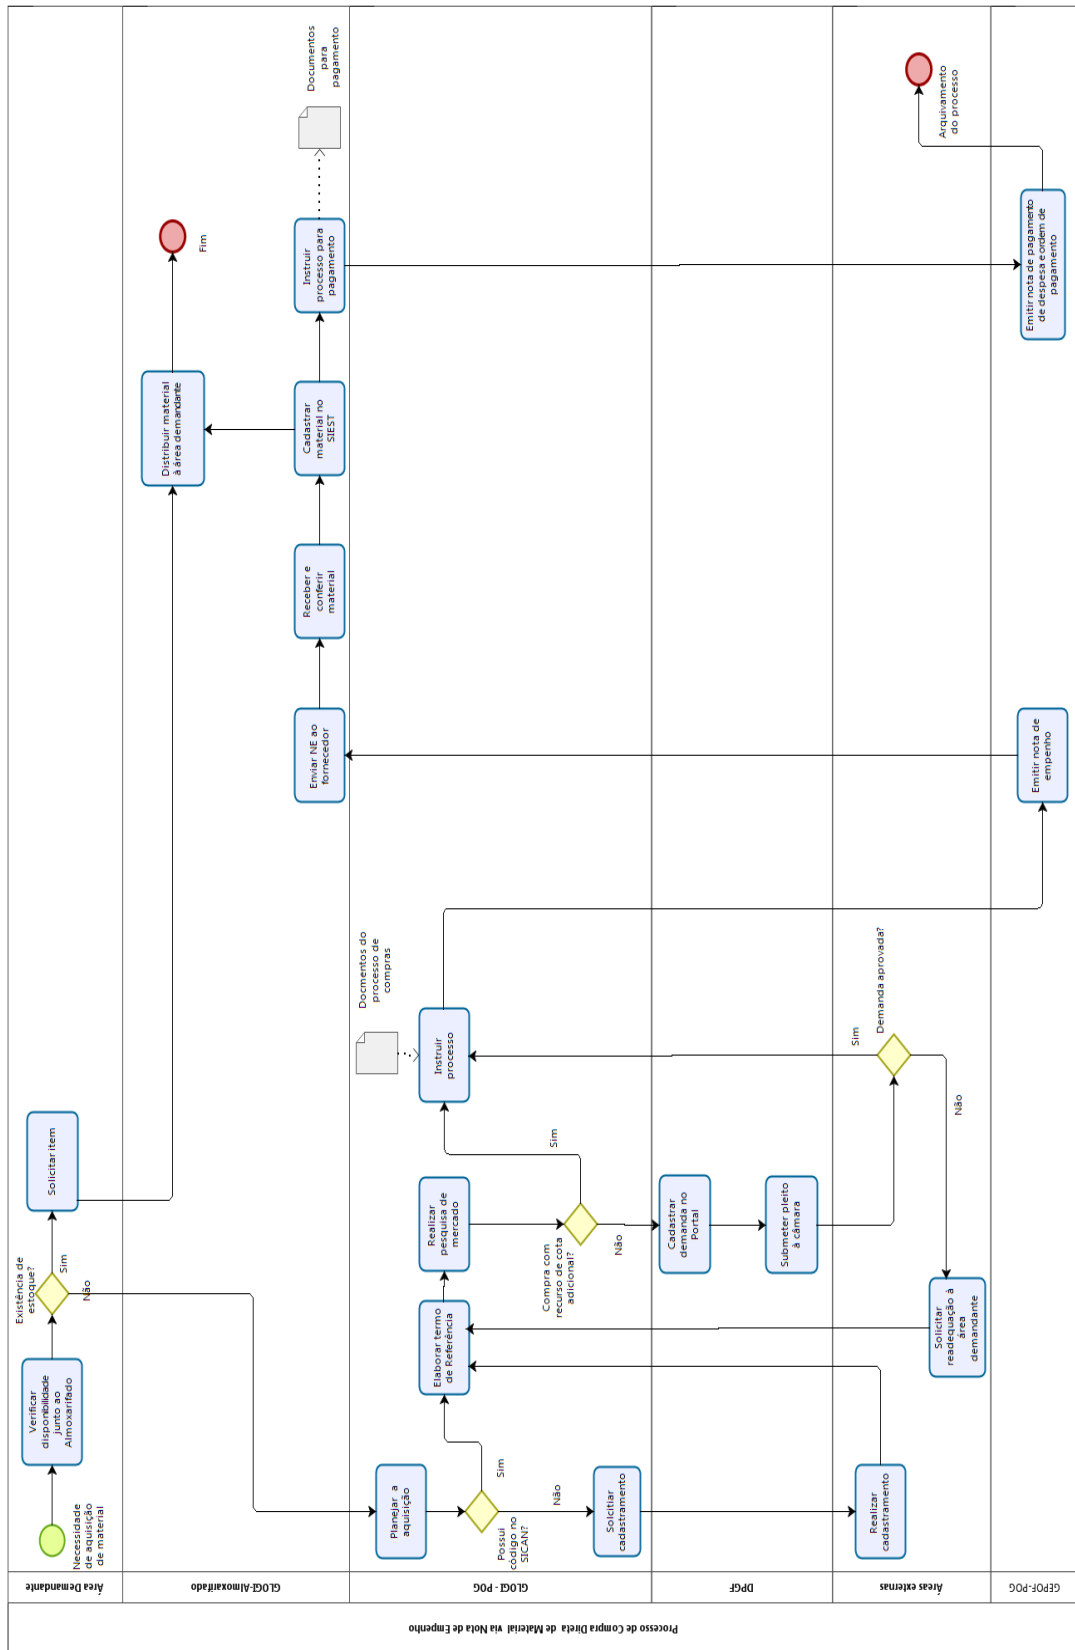 Processo de Compra Direta de Material via Nota de Empenho
Área Demandante
Necessidade
de aquisição
de material
Verificar
disponibilidade
junto ao
Almoxarifado
Existência de
estoque?
Sim
Não
Solicitar item
GLOGI-Almoxarifado
Enviar NE ao
fornecedor
Receber e
conferir
material
Cadastrar
material no
SIEST
Distribuir material
à área demandante
Fim
Instruir
processo para
pagamento
Documentos
para
pagamento
GLOGI - POG
Planejar a
aquisição
Possui
código no
SICAN?
Sim
Não
Solcitiar
cadastramento
Elaborar termo
de Referência
Realizar
pesquisa de
mercado
Compra com
recurso de cota
adicional?
Sim
Não
Instruir
processo
Docmentos do
processo de
compras
DPGF
Cadastrar
demanda no
Portal
Submeter pleito
à câmara
Áreas externas
Realizar
cadastramento
Solicitar
readequação à
área
demandante
Demanda aprovada?
Sim
Não
Arquivamento
do processo
GEPOF-POG
Emitir nota de
empenho
Emitir nota de pagamento
de despesa e ordem de
pagamento